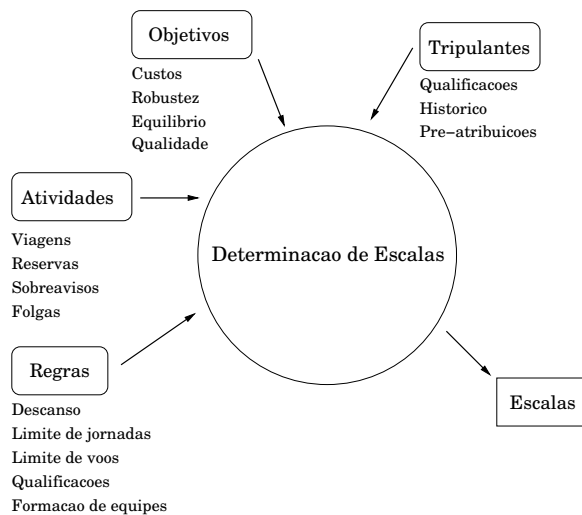 Objetivos
Custos
Robustez
Equilibrio
Qualidade
Tripulantes
Qualificacoes
Historico
Pre−atribuicoes
Atividades
Viagens
Reservas
Sobreavisos
Folgas
Determinacao de Escalas
Regras
Descanso
Limite de jornadas
Limite de voos
Qualificacoes
Formacao de equipes
Escalas